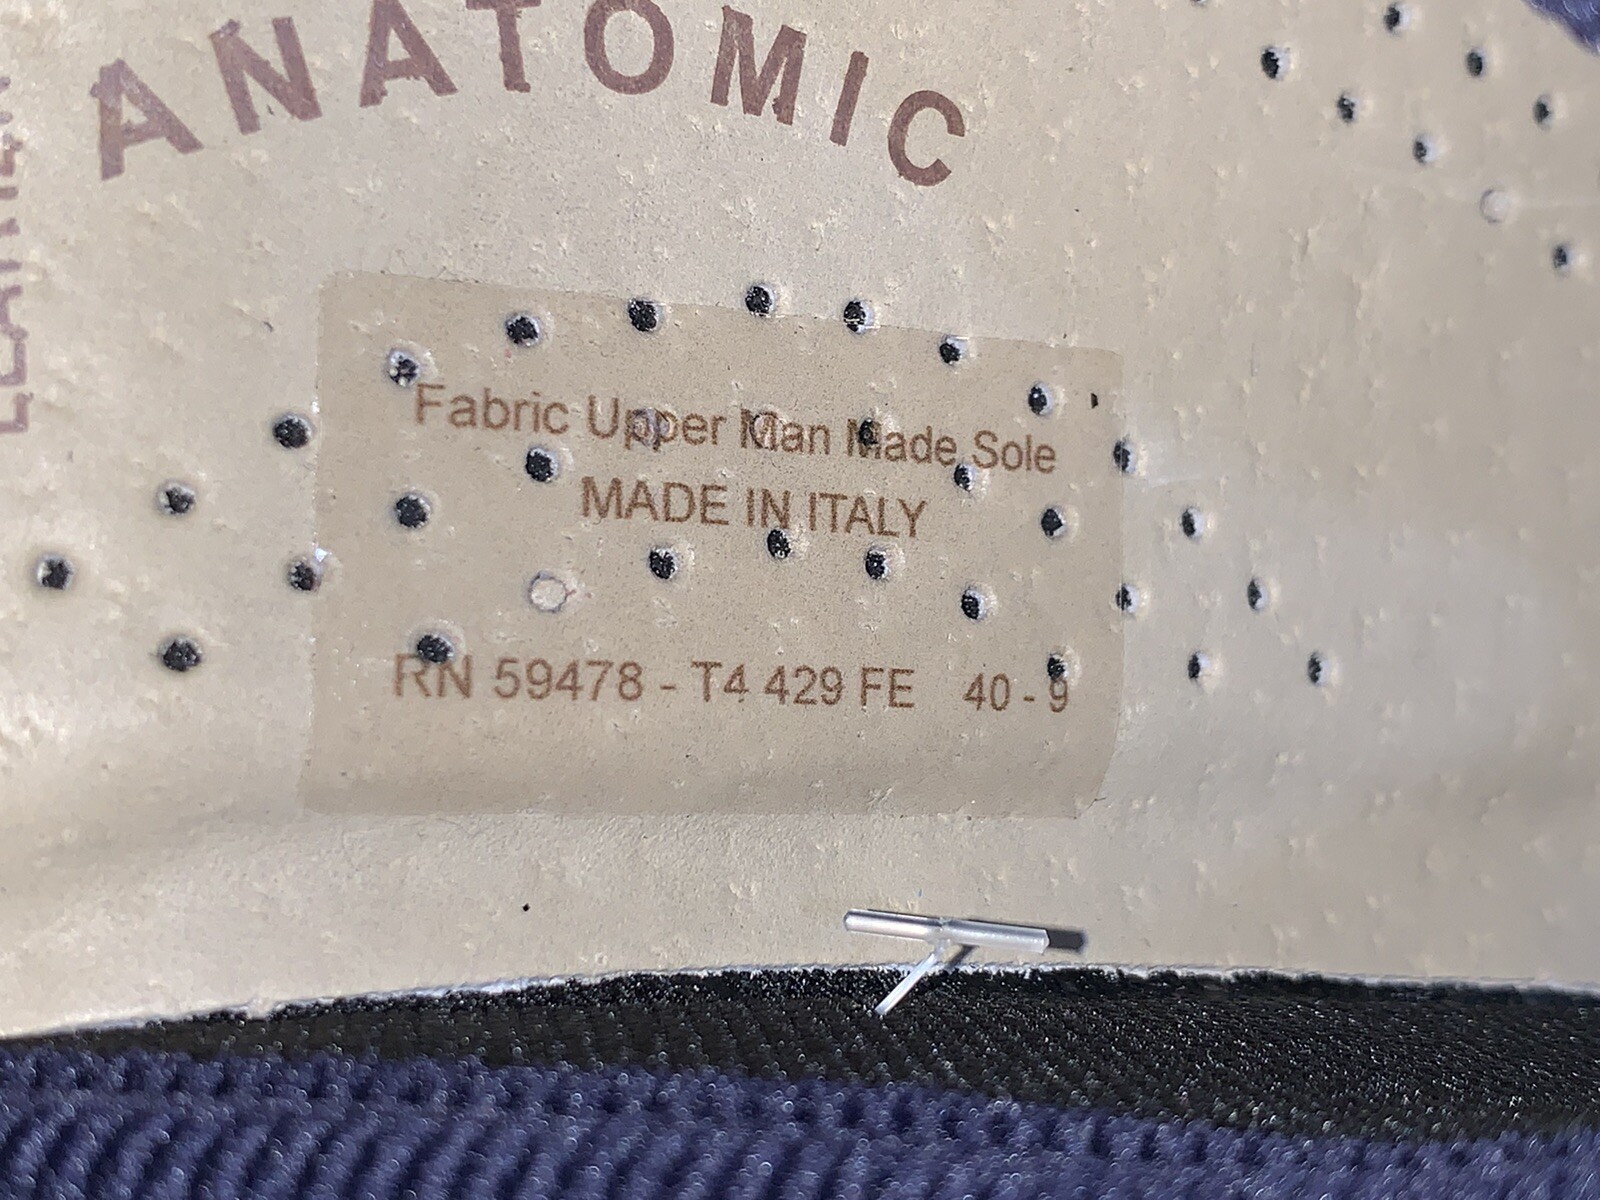 ANATOMIC
Fabric Upper Man Made Sole
MADE IN ITALY
RN 59478 - T4 429 FE 40 - 9